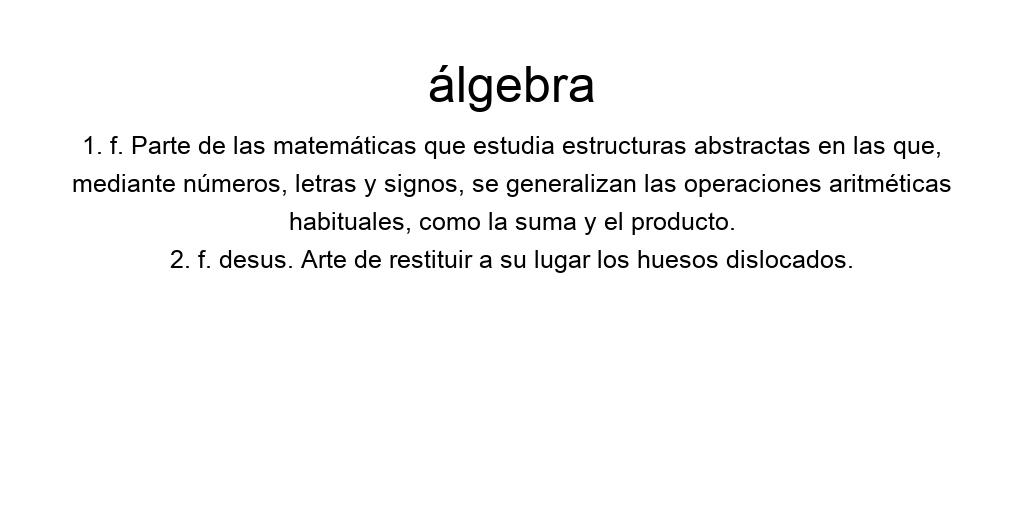 álgebra
1. f. Parte de las matemáticas que estudia estructuras abstractas en las que,
mediante números, letras y signos, se generalizan las operaciones aritméticas
habituales, como la suma y el producto.
2. f. desus. Arte de restituir a su lugar los huesos dislocados.